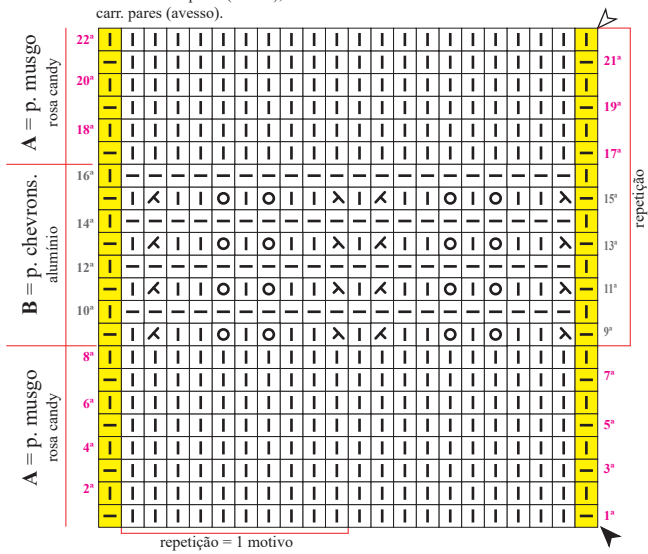 carr. pares (avesso).
22ª
21ª
20ª
19ª
18ª
17ª
A = p. musgo
rosa candy
16ª
15ª
14ª
13ª
12ª
11ª
10ª
9ª
B = p. chevrons.
alumínio
repetição
8ª
7ª
6ª
5ª
4ª
3ª
2ª
1ª
A = p. musgo
rosa candy
repetição = 1 motivo